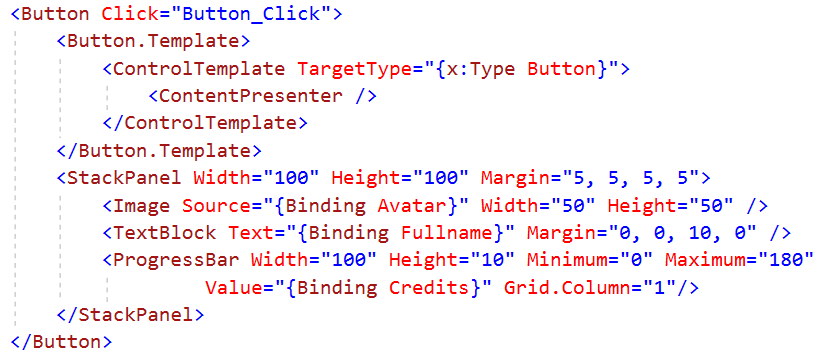 <Button Click="Button_Click">
    <Button.Template>
        <ControlTemplate TargetType="{x:Type Button}">
            <ContentPresenter />
        </ControlTemplate>
    </Button.Template>
    <StackPanel Width="100" Height="100" Margin="5, 5, 5, 5">
        <Image Source="{Binding Avatar}" Width="50" Height="50" />
        <TextBlock Text="{Binding Fullname}" Margin="0, 0, 10, 0" />
        <ProgressBar Width="100" Height="10" Minimum="0" Maximum="180"
                 Value="{Binding Credits}" Grid.Column="1"/>
    </StackPanel>
</Button>